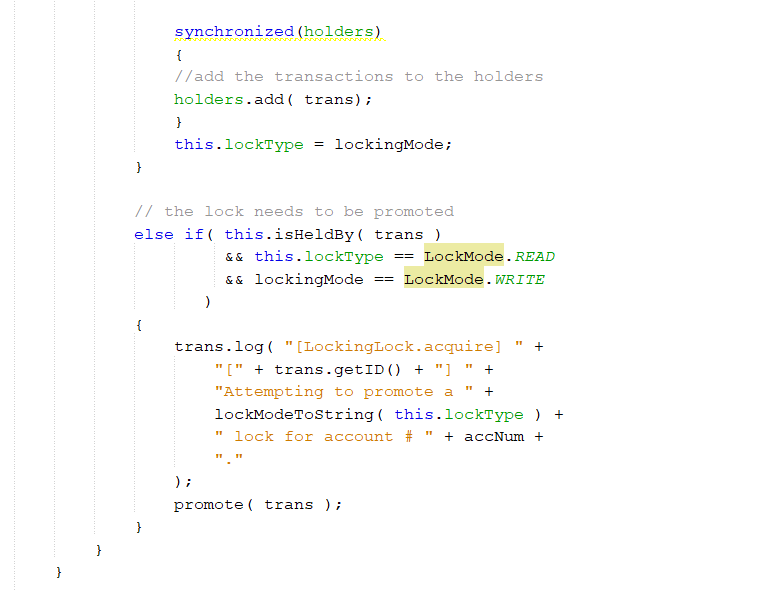 synchronized(holders)
{
//add the transactions to the holders
holders.add( trans);
}
this.lockType = lockingMode;
}
// the lock needs to be promoted
else if( this.isHeldBy( trans )
&& this.lockType == LockMode.READ
&& lockingMode == LockMode.WRITE
)
{
trans.log( "[LockingLock.acquire] " +
"[" + trans.getID() + "] " +
"Attempting to promote a " +
lockModeToString( this.lockType ) +
" lock for account # " + accNum +
"."
);
promote( trans );
}
}
}